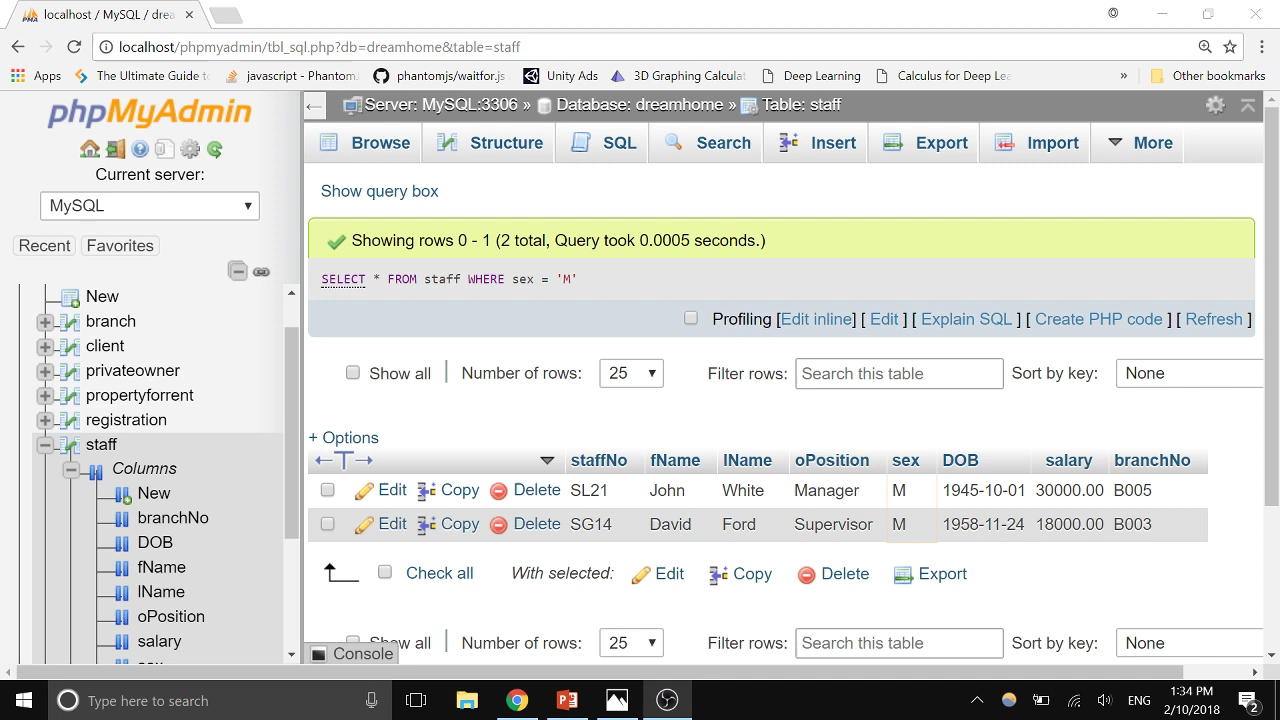 localhost / MySQL / drea
localhost/phpmyadmin/tbl_sql.php?db=dreamhome&table=staff
Apps The Ultimate Guide to javascript - Phantom. phantomjs/waitfor.js Unity Ads 3D Graphing Calculat Deep Learning Calculus for Deep Le » Other bookmarks
phpMyAdmin
Current server:
MySQL
Recent Favorites
New
branch
client
privateowner
propertyforrent
registration
staff
Columns
New
branchNo
DOB
fName
lName
oPosition
salary
Server: MySQL:3306 » Database: dreamhome » Table: staff
Browse Structure SQL Search Insert Export Import More
Show query box
Showing rows 0 - 1 (2 total, Query took 0.0005 seconds.)
SELECT * FROM staff WHERE sex = 'M'
Profiling [Edit inline] [ Edit ] [ Explain SQL ] [ Create PHP code ] [ Refresh ]
Show all Number of rows: 25 Filter rows: Search this table Sort by key: None
+ Options
staffNo fName lName oPosition sex DOB salary branchNo
Edit Copy Delete SL21 John White Manager M 1945-10-01 30000.00 B005
Edit Copy Delete SG14 David Ford Supervisor M 1958-11-24 18000.00 B003
Check all With selected: Edit Copy Delete Export
Show all Number of rows: 25 Filter rows: Search this table Sort by key: None
Console
Type here to search
ENG
1:34 PM
2/10/2018
2